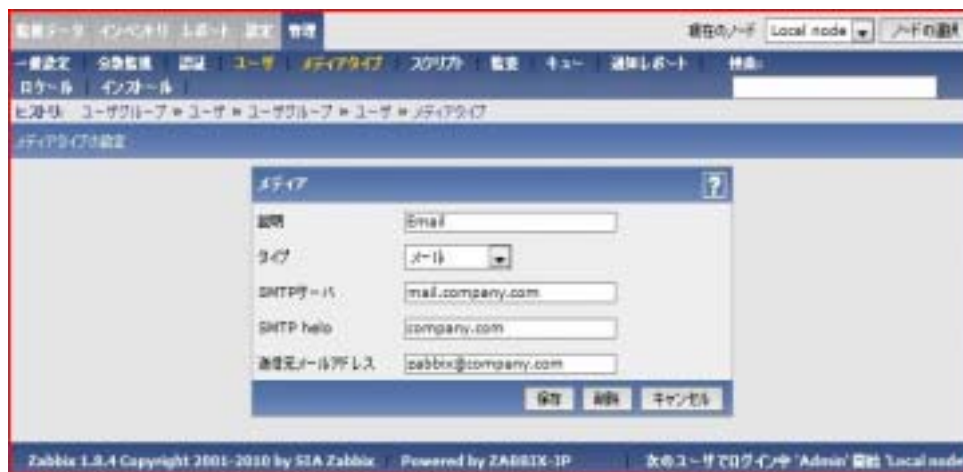 監視データ インベントリ レポート 設定 管理 現在のノード Local node ノードの選択
一般設定 分散監視 認証 ユーザ メディアタイプ スクリプト 監査 キュー 通知レポート 検索:
ロケール インストール
ヒストリ: ユーザグループ » ユーザ » ユーザグループ » ユーザ » メディアタイプ
メディアタイプの設定
メディア ?
説明 Email
タイプ メール
SMTPサーバ mail.company.com
SMTP helo company.com
送信元メールアドレス zabbix@company.com
保存 削除 キャンセル
Zabbix 1.8.4 Copyright 2001-2010 by SIA Zabbix Powered by ZABBIX-JP 次のユーザでログイン中 'Admin' 開始 'Local node